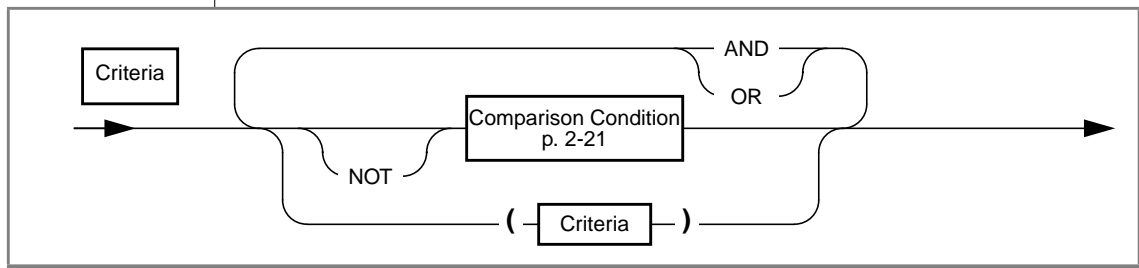 AND
Criteria
OR
Comparison Condition
p. 2-21
NOT
( Criteria )